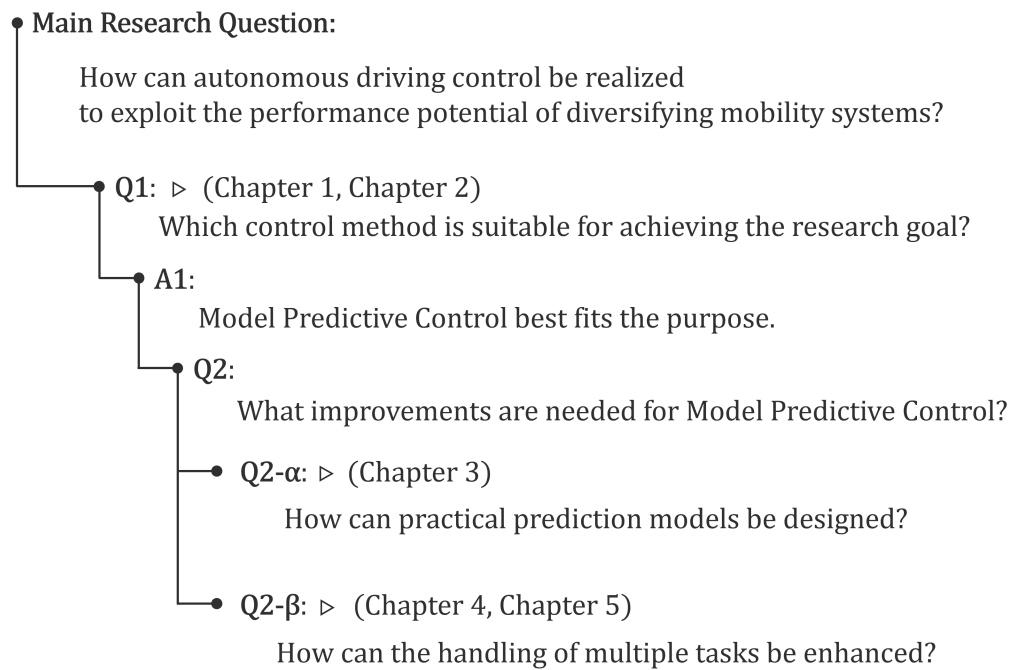 Main Research Question:
How can autonomous driving control be realized
to exploit the performance potential of diversifying mobility systems?
Q1: ▷ (Chapter 1, Chapter 2)
Which control method is suitable for achieving the research goal?
A1:
Model Predictive Control best fits the purpose.
Q2:
What improvements are needed for Model Predictive Control?
Q2-α: ▷ (Chapter 3)
How can practical prediction models be designed?
Q2-β: ▷ (Chapter 4, Chapter 5)
How can the handling of multiple tasks be enhanced?